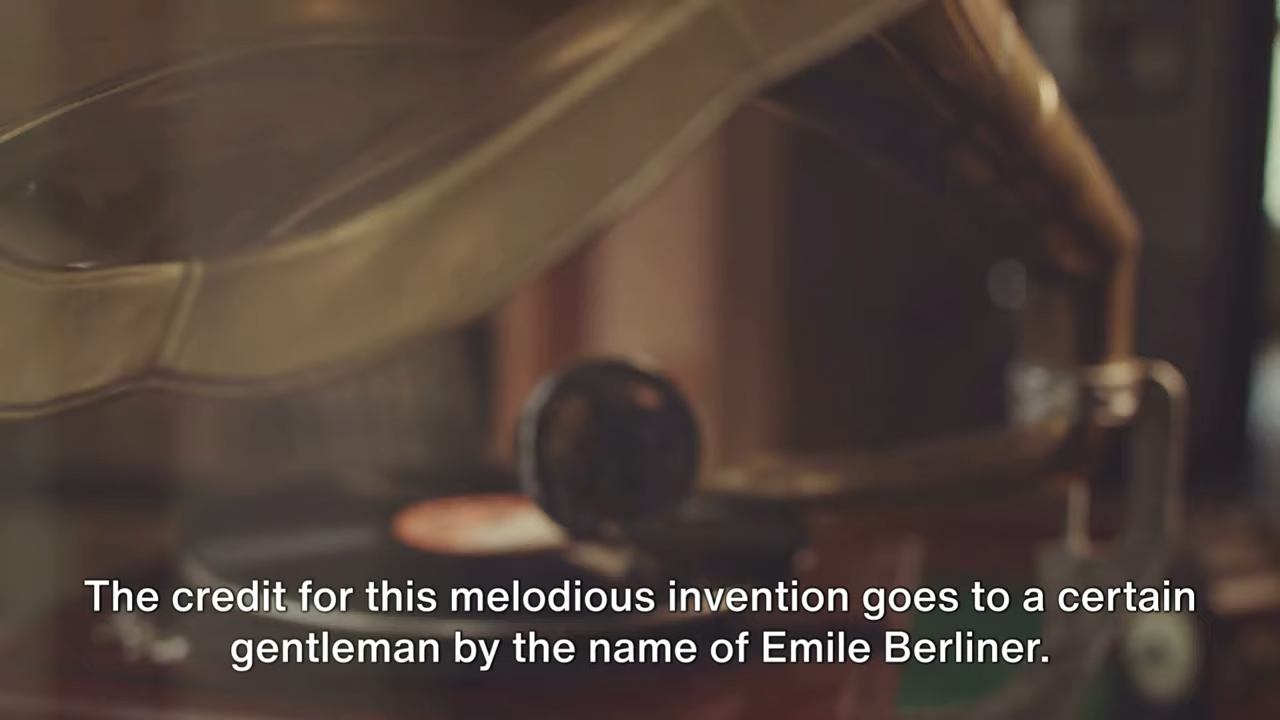 The credit for this melodious invention goes to a certain
gentleman by the name of Emile Berliner.